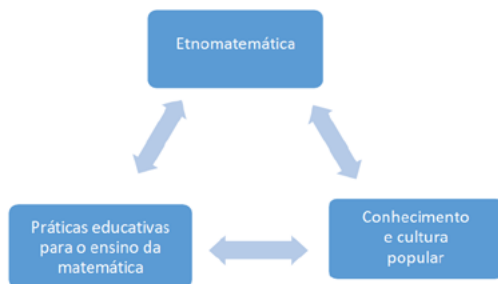 Etnomatemática
Práticas educativas
para o ensino da
matemática
Conhecimento
e cultura
popular